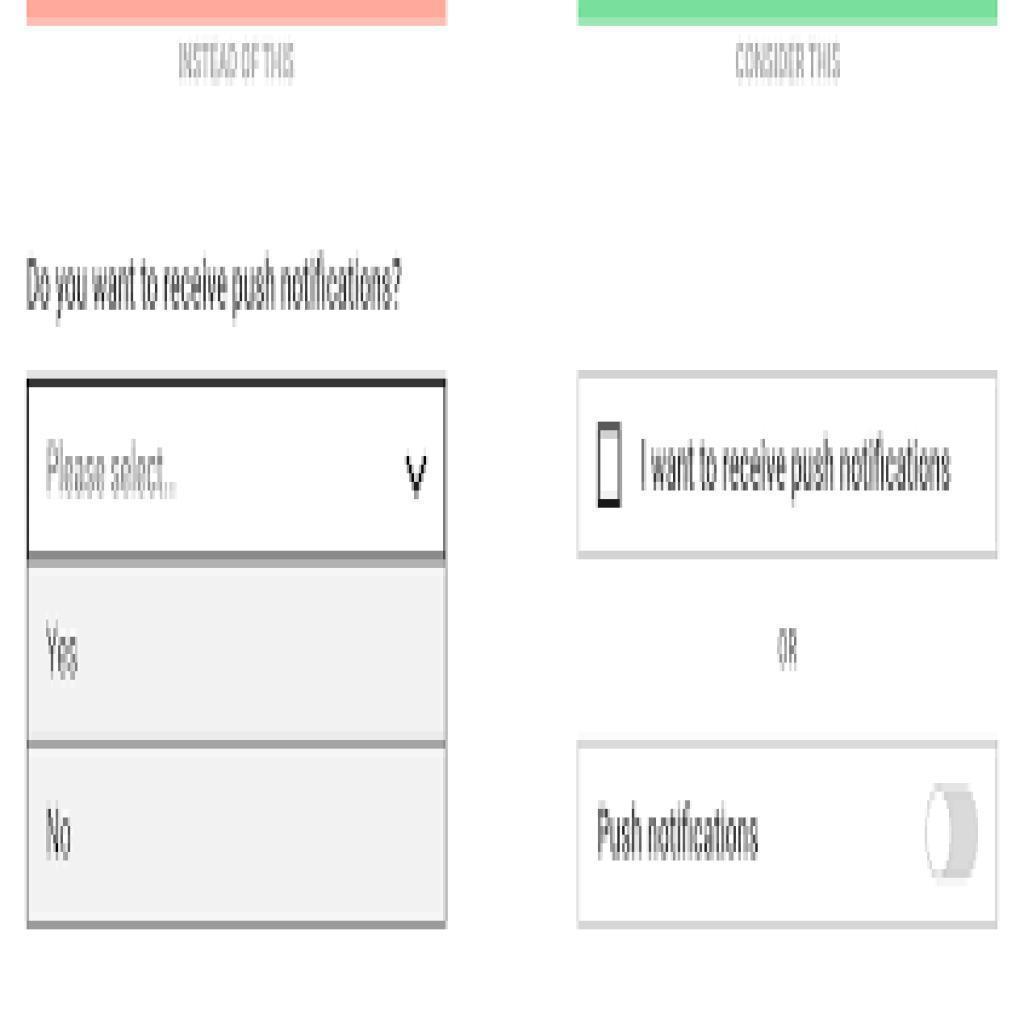 INSTEAD OF THIS
Do you want to receive push notifications?
Please select...
Yes
No
CONSIDER THIS
I want to receive push notifications
OR
Push notifications